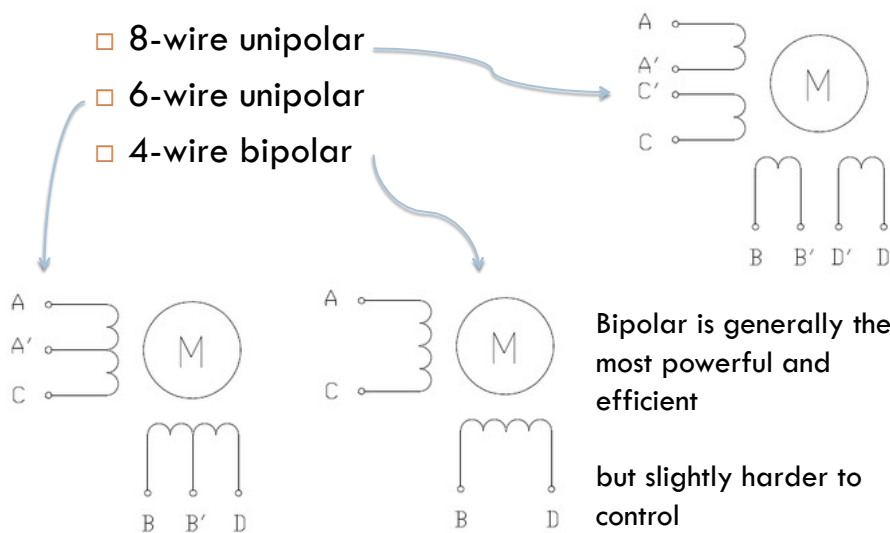 8-wire unipolar
6-wire unipolar
4-wire bipolar
A
A'
C'
C
M
B B' D' D
A
A'
C
M
B B' D
A
C
M
B D
Bipolar is generally the
most powerful and
efficient
but slightly harder to
control